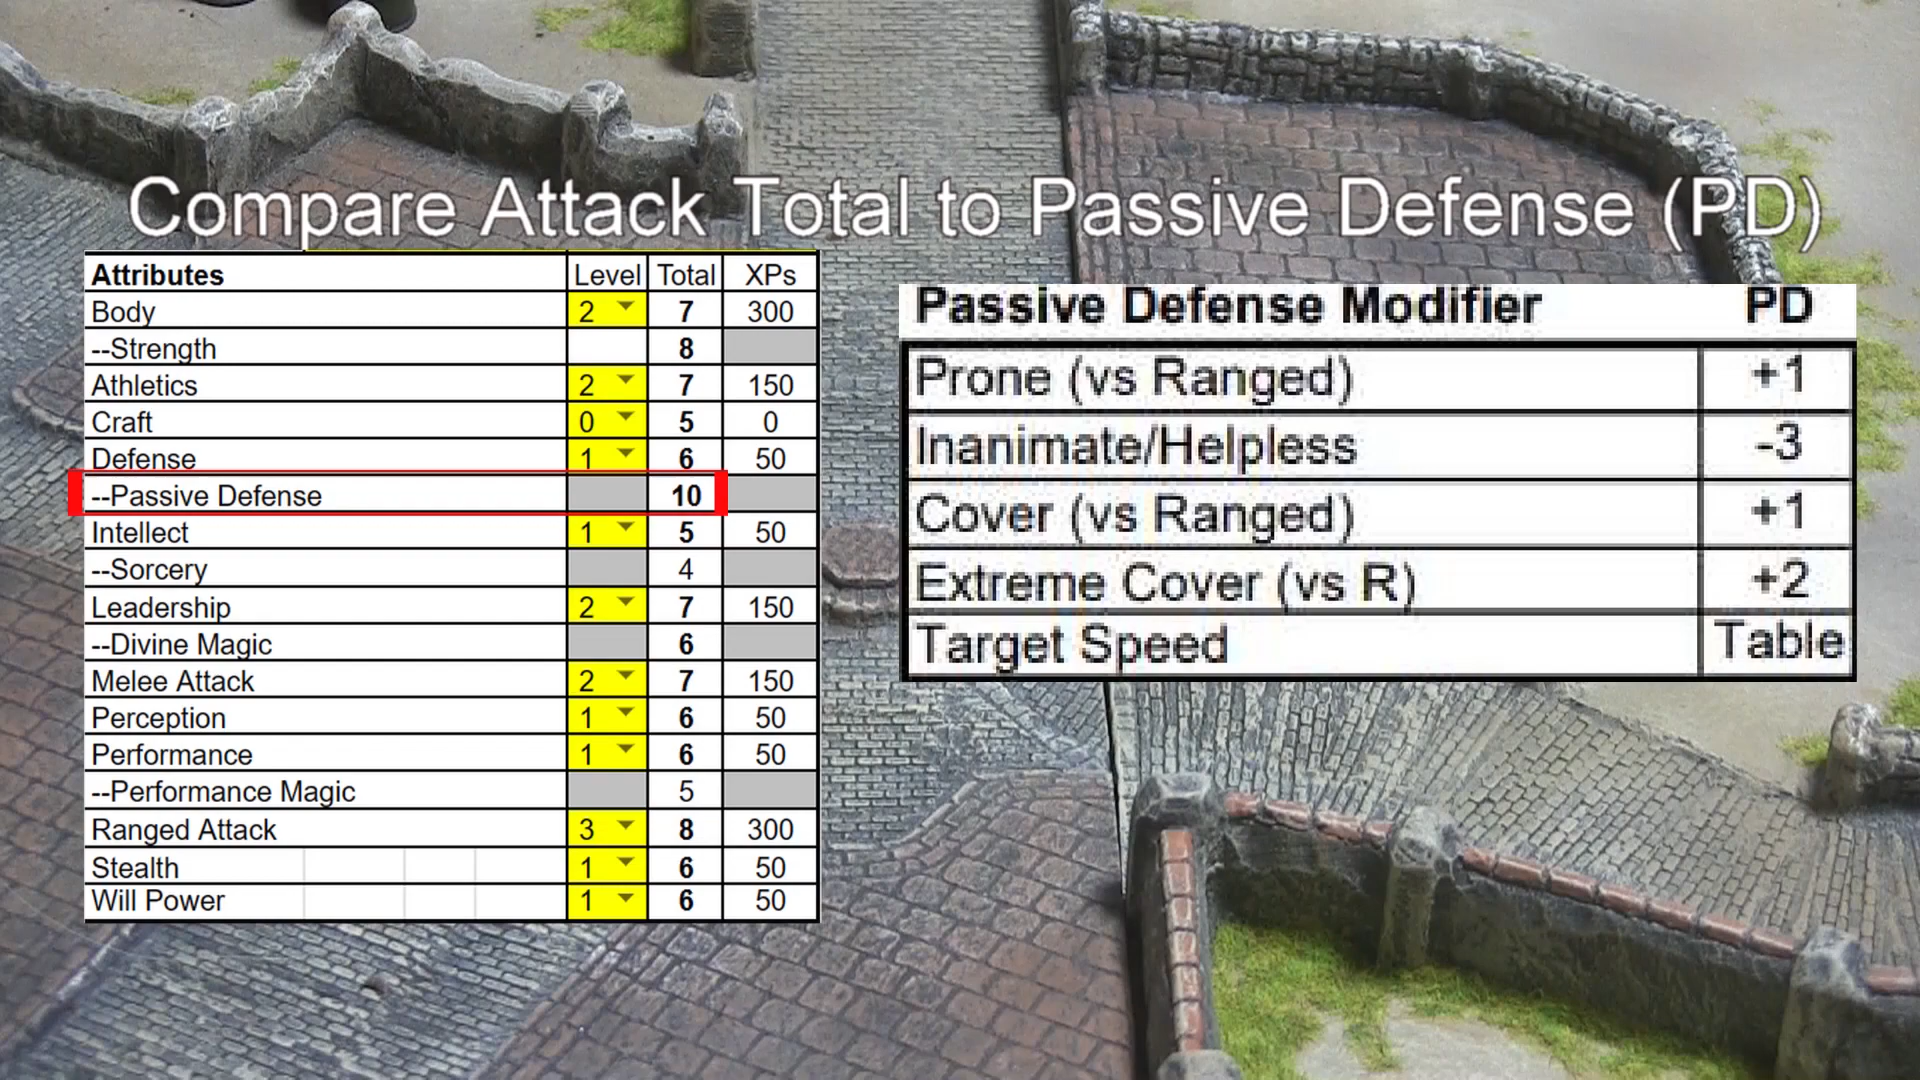 Compare Attack Total to Passive Defense (PD)
Attributes Level Total XPs
Body 2 7 300
--Strength 8
Athletics 2 7 150
Craft 0 5 0
Defense 1 6 50
--Passive Defense 10
Intellect 1 5 50
--Sorcery 4
Leadership 2 7 150
--Divine Magic 6
Melee Attack 2 7 150
Perception 1 6 50
Performance 1 6 50
--Performance Magic 5
Ranged Attack 3 8 300
Stealth 1 6 50
Will Power 1 6 50
Passive Defense Modifier PD
Prone (vs Ranged) +1
Inanimate/Helpless -3
Cover (vs Ranged) +1
Extreme Cover (vs R) +2
Target Speed Table